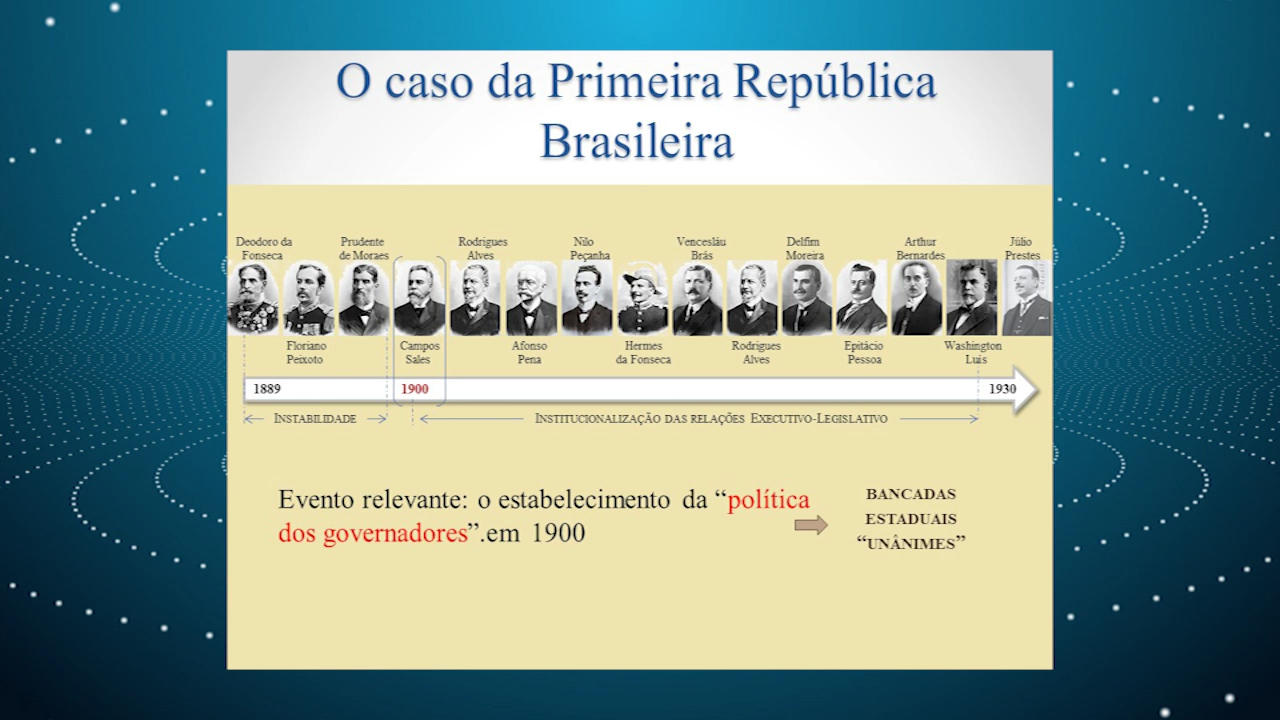 O caso da Primeira República
Brasileira
Deodoro da
Fonseca
Prudente
de Moraes
Rodrigues
Alves
Nilo
Peçanha
Vencesláu
Brás
Delfim
Moreira
Arthur
Bernardes
Júlio
Prestes
Floriano
Peixoto
Campos
Sales
Afonso
Pena
Hermes
da Fonseca
Rodrigues
Alves
Epitácio
Pessoa
Washington
Luis
1889
1900
1930
INSTABILIDADE
INSTITUCIONALIZAÇÃO DAS RELAÇÕES EXECUTIVO-LEGISLATIVO
Evento relevante: o estabelecimento da “política
dos governadores”.em 1900
BANCADAS
ESTADUAIS
“UNÂNIMES”